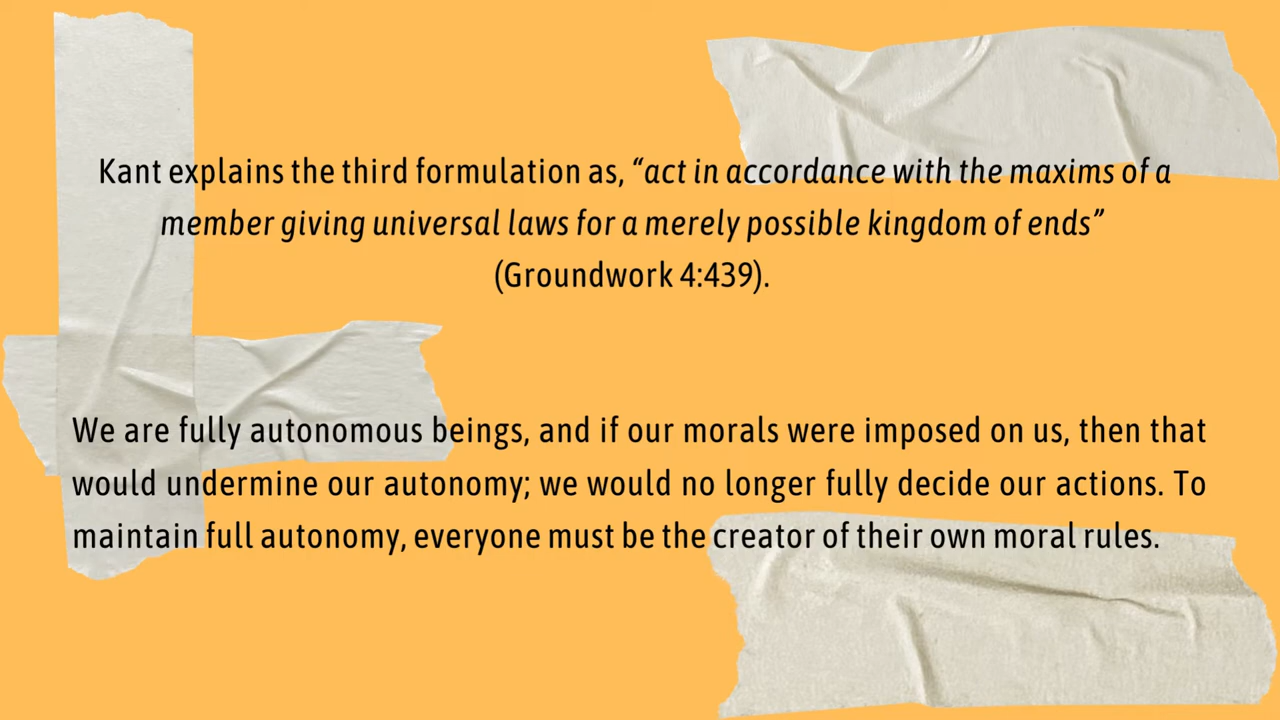 Kant explains the third formulation as, “act in accordance with the maxims of a
member giving universal laws for a merely possible kingdom of ends”
(Groundwork 4:439).
We are fully autonomous beings, and if our morals were imposed on us, then that
would undermine our autonomy; we would no longer fully decide our actions. To
maintain full autonomy, everyone must be the creator of their own moral rules.